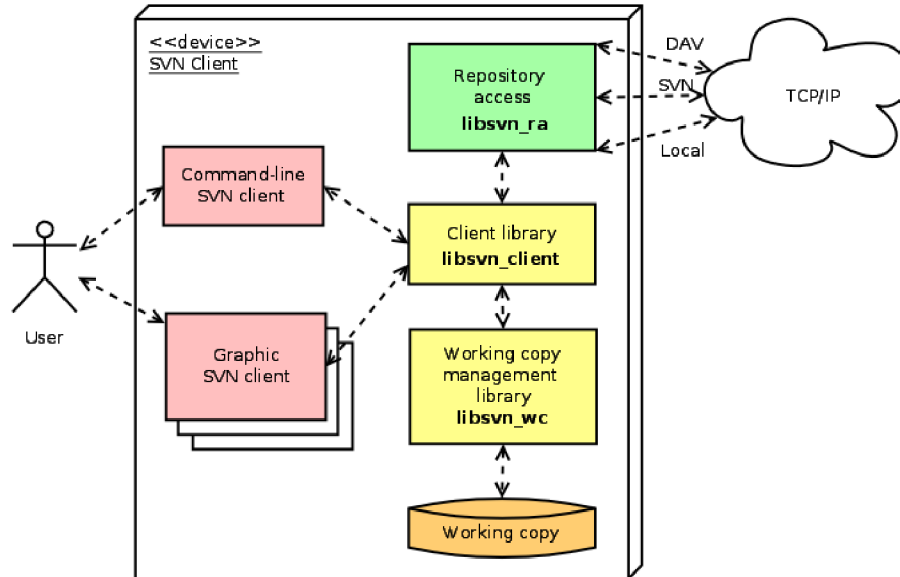 <<device>>
SVN Client
Repository
access
libsvn_ra
DAV
SVN
Local
TCP/IP
Command-line
SVN client
Client library
libsvn_client
User
Graphic
SVN client
Working copy
management
library
libsvn_wc
Working copy